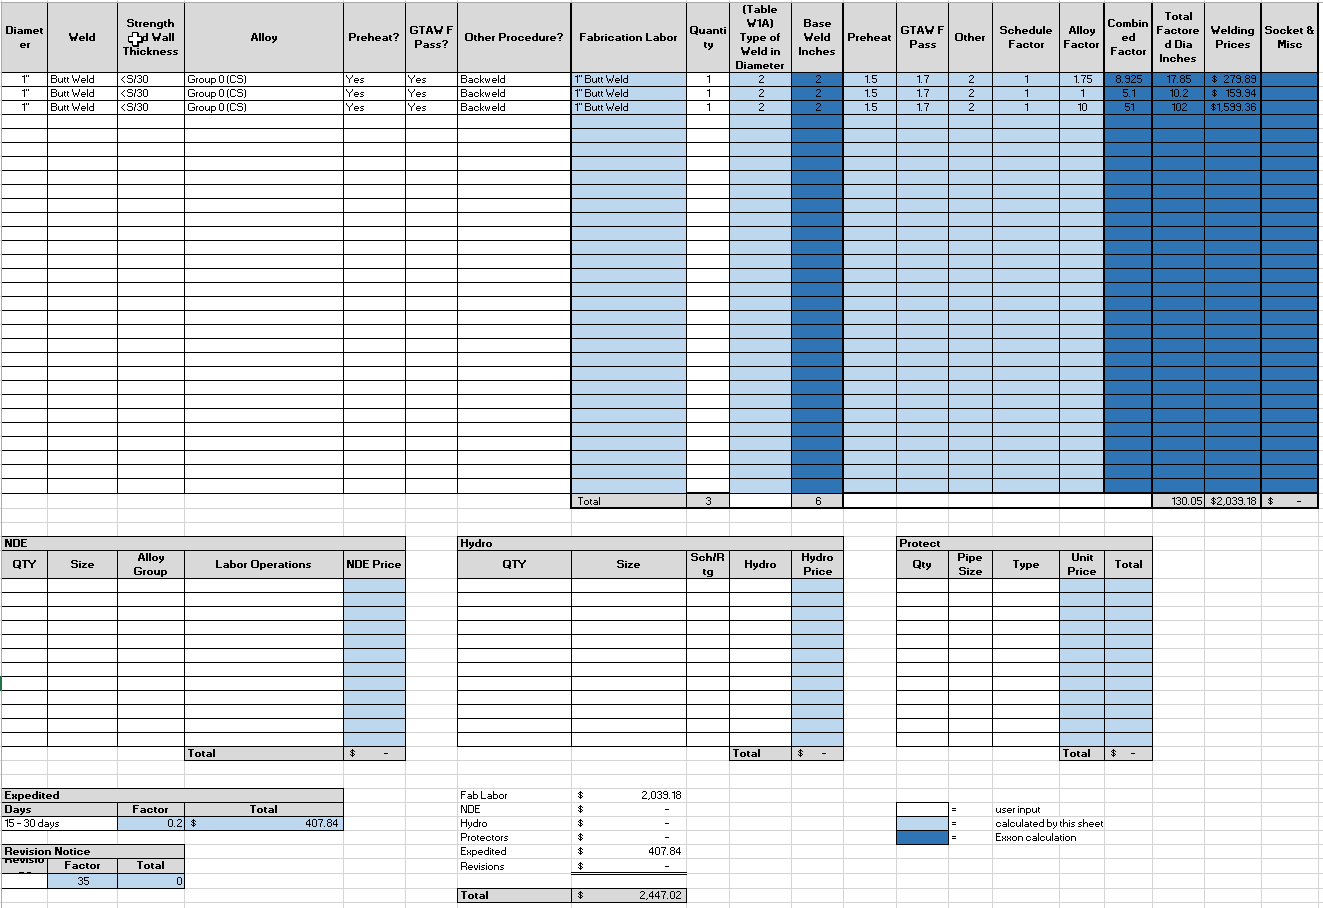 Diameter Weld Strength Wall Thickness Alloy Preheat? GTAW F Pass? Other Procedure? Fabrication Labor Quantity (Table W1A) Type of Weld in Diameter Base Weld Inches Preheat GTAW F Pass Other Schedule Factor Alloy Factor Combined Factor Total Factored Dia Inches Welding Prices Socket & Misc
1" Butt Weld <S/30 Group 0 (CS) Yes Yes Backweld 1" Butt Weld 1 2 2 1.5 1.7 2 1 1.75 8.925 17.85 $ 279.89
1" Butt Weld <S/30 Group 0 (CS) Yes Yes Backweld 1" Butt Weld 1 2 2 1.5 1.7 2 1 1 5.1 10.2 $ 159.94
1" Butt Weld <S/30 Group 0 (CS) Yes Yes Backweld 1" Butt Weld 1 2 2 1.5 1.7 2 1 10 51 102 $1,599.36
Total 3 6 130.05 $2,039.18 $ -
NDE Hydro Protect
QTY Size Alloy Group Labor Operations NDE Price QTY Size Sch/Rtg Hydro Hydro Price Qty Pipe Size Type Unit Price Total
Total $ - Total $ - Total $ -
Expedited Fab Labor $ 2,039.18
Days Factor Total NDE $ - = user input
15 - 30 days 0.2 $ 407.84 Hydro $ - = calculated by this sheet
Protectors $ - = Exxon calculation
Revision Notice Expedited $ 407.84
Factor Total Revisions $ -
35 0
Total $ 2,447.02